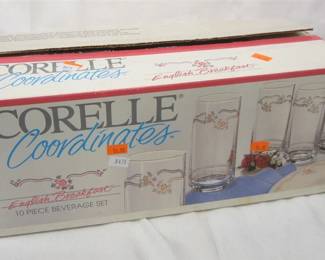 CORELLE
Coordinates
English Breakfast
CORELLE®
Coordinates
English Breakfast
10 PIECE BEVERAGE SET